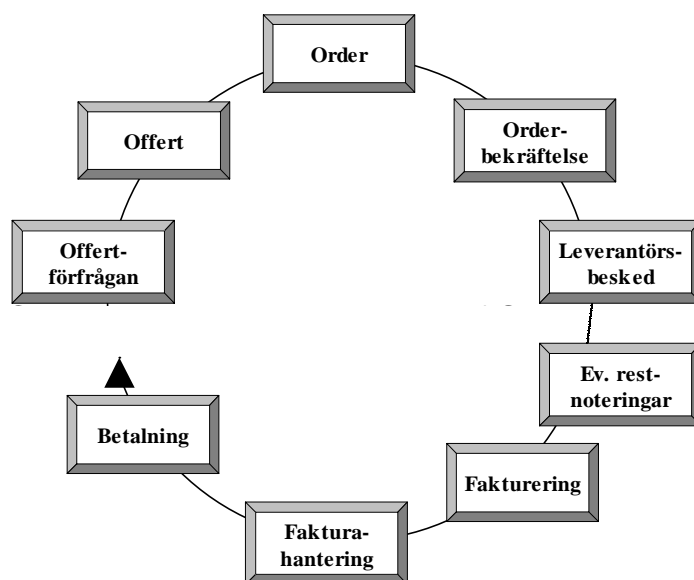 Order
Offert
Order-
bekräftelse
Offert-
förfrågan
Leverantörs-
besked
Ev. rest-
noteringar
Betalning
Fakturering
Faktura-
hantering